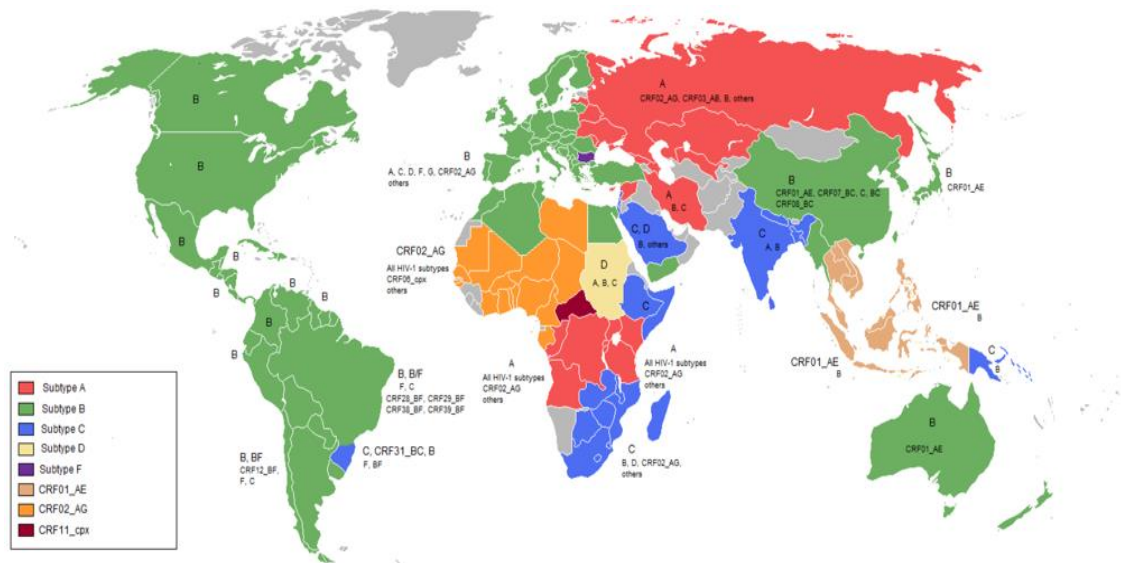 B
B
B
B
B
B
B
B
B
B
B, B/F
F, C
CRF28_BF, CRF29_BF
CRF38_BF, CRF39_BF
B, BF
CRF12_BF,
F, C
C, CRF31_BC, B
F, BF
B
A, C, D, F, G, CRF02_AG
others
A
CRF02_AG, CRF03_AB, B, others
A
B, C
C, D
B, others
CRF02_AG
All HIV-1 subtypes
CRF06_cpx
others
D
A, B, C
C
A
All HIV-1 subtypes
CRF02_AG
others
A
All HIV-1 subtypes
CRF02_AG
others
C
B, D, CRF02_AG,
others
B
CRF01_AE, CRF07_BC, C, BC
CRF08_BC
B
CRF01_AE
C
A, B
CRF01_AE
B
CRF01_AE
B
C
B
B
CRF01_AE
Subtype A
Subtype B
Subtype C
Subtype D
Subtype F
CRF01_AE
CRF02_AG
CRF11_cpx